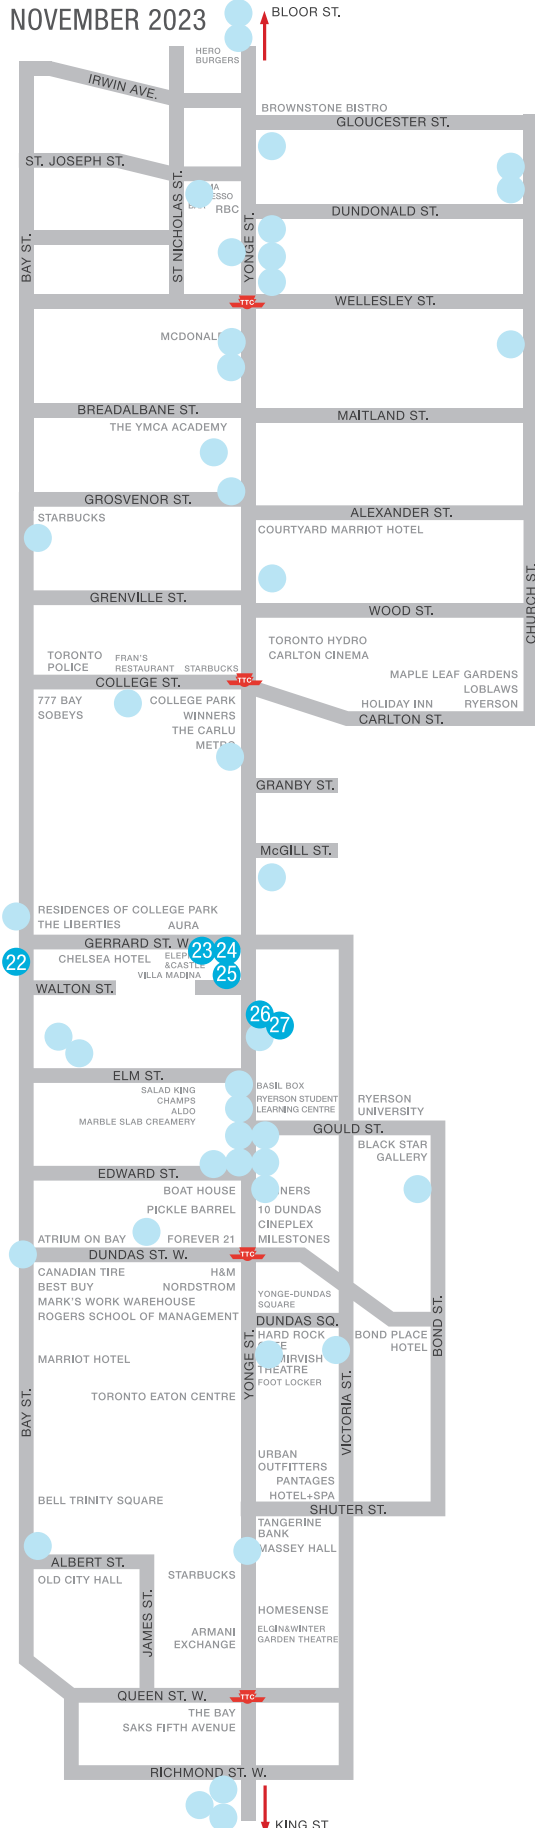 NOVEMBER 2023
BLOOR ST.
HERO
BURGERS
IRWIN AVE.
BROWNSTONE BISTRO
GLOUCESTER ST.
ST. JOSEPH ST.
ST NICHOLAS ST.
RBC
DUNDONALD ST.
BAY ST.
YONGE ST.
TTC
WELLESLEY ST.
BREADALBANE ST.
MAITLAND ST.
THE YMCA ACADEMY
GROSVENOR ST.
STARBUCKS
ALEXANDER ST.
COURTYARD MARRIOT HOTEL
GRENVILLE ST.
WOOD ST.
CHURCH ST.
TORONTO HYDRO
CARLTON CINEMA
TORONTO
POLICE
FRAN'S
RESTAURANT
STARBUCKS
COLLEGE ST.
TTC
MAPLE LEAF GARDENS
LOBLAWS
HOLIDAY INN
RYERSON
CARLTON ST.
777 BAY
SOBEYS
COLLEGE PARK
WINNERS
THE CARLU
METRO
GRANBY ST.
McGILL ST.
RESIDENCES OF COLLEGE PARK
THE LIBERTIES
AURA
GERRARD ST. W.
22
CHELSEA HOTEL
&CASTLE
VILLA MADINA
23
24
25
WALTON ST.
26
27
ELM ST.
SALAD KING
CHAMPS
ALDO
MARBLE SLAB CREAMERY
BASIL BOX
RYERSON STUDENT
LEARNING CENTRE
RYERSON
UNIVERSITY
GOULD ST.
BLACK STAR
GALLERY
EDWARD ST.
BOAT HOUSE
PICKLE BARREL
10 DUNDAS
CINEPLEX
MILESTONES
ATRIUM ON BAY
FOREVER 21
DUNDAS ST. W.
TTC
CANADIAN TIRE
H&M
BEST BUY
NORDSTROM
MARK'S WORK WAREHOUSE
ROGERS SCHOOL OF MANAGEMENT
YONGE-DUNDAS
SQUARE
DUNDAS SQ.
HARD ROCK
MIRVISH
THEATRE
FOOT LOCKER
BOND PLACE
HOTEL
BOND ST.
MARRIOT HOTEL
YONGE ST.
VICTORIA ST.
BAY ST.
TORONTO EATON CENTRE
URBAN
OUTFITTERS
PANTAGES
HOTEL+SPA
BELL TRINITY SQUARE
SHUTER ST.
TANGERINE
BANK
MASSEY HALL
ALBERT ST.
OLD CITY HALL
STARBUCKS
JAMES ST.
HOMESENSE
ARMANI
EXCHANGE
ELGIN&WINTER
GARDEN THEATRE
QUEEN ST. W.
TTC
THE BAY
SAKS FIFTH AVENUE
RICHMOND ST. W.
KING ST.